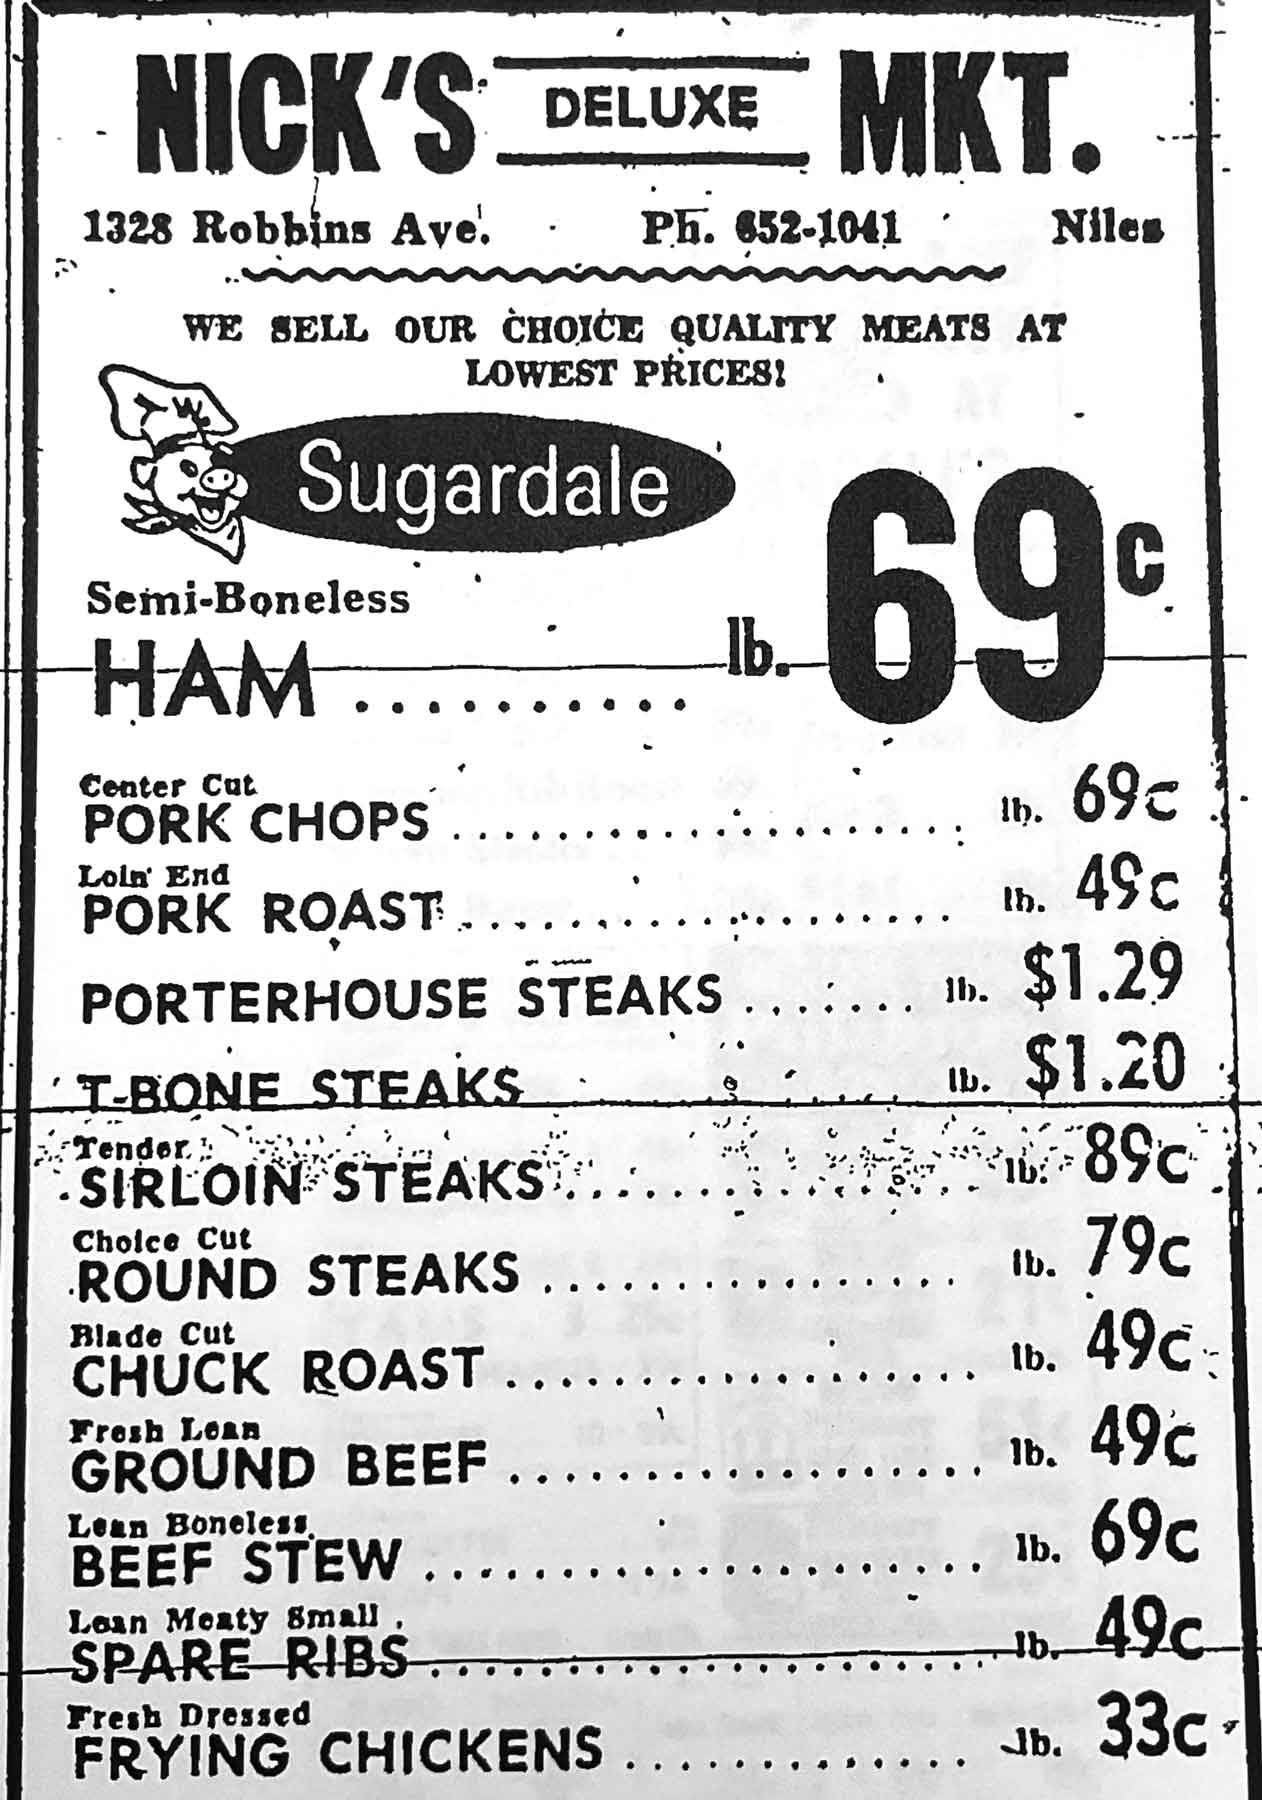 NICK'S DELUXE MKT.
1328 Robbins Ave. Ph. 652-1041 Niles
WE SELL OUR CHOICE QUALITY MEATS AT
LOWEST PRICES!
Sugardale
Semi-Boneless
HAM ........... lb. 69c
Center Cut
PORK CHOPS ..................... lb. 69c
Loin End
PORK ROAST .................... lb. 49c
PORTERHOUSE STEAKS ........ lb. $1.29
T-BONE STEAKS lb. $1.20
Tender
SIRLOIN STEAKS ................. lb. 89c
Choice Cut
ROUND STEAKS ................. lb. 79c
Blade Cut
CHUCK ROAST ................... lb. 49c
Fresh Lean
GROUND BEEF ................... lb. 49c
Lean Boneless
BEEF STEW ...................... lb. 69c
Lean Meaty Small
SPARE RIBS ..................... lb. 49c
Fresh Dressed
FRYING CHICKENS ............. lb. 33c